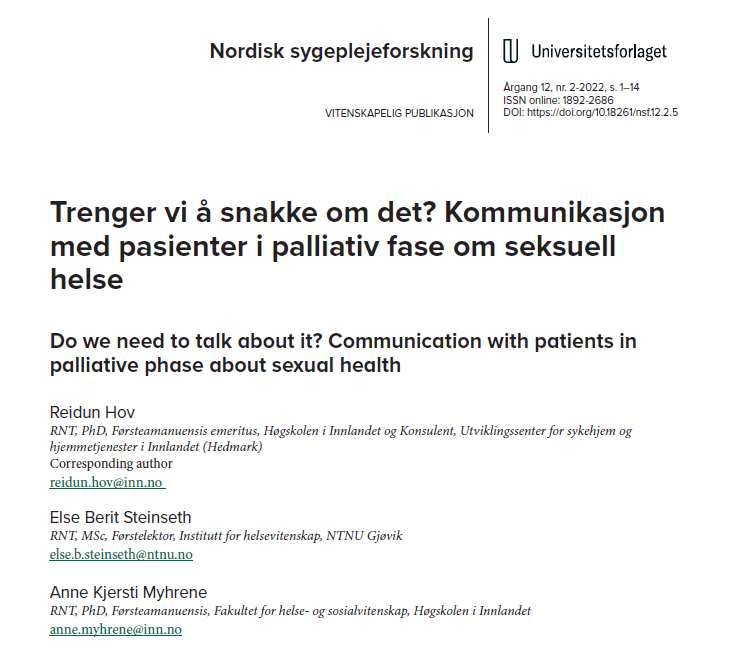 Nordisk sygeplejeforskning
VITENSKAPELIG PUBLIKASJON
Universitetsforlaget
Årgang 12, nr. 2-2022, s. 1–14
ISSN online: 1892-2686
DOI: https://doi.org/10.18261/nsf.12.2.5
Trenger vi å snakke om det? Kommunikasjon
med pasienter i palliativ fase om seksuell
helse
Do we need to talk about it? Communication with patients in
palliative phase about sexual health
Reidun Hov
RNT, PhD, Førsteamanuensis emeritus, Høgskolen i Innlandet og Konsulent, Utviklingssenter for sykehjem og
hjemmetjenester i Innlandet (Hedmark)
Corresponding author
reidun.hov@inn.no
Else Berit Steinseth
RNT, MSc, Førstelektor, Institutt for helsevitenskap, NTNU Gjøvik
else.b.steinseth@ntnu.no
Anne Kjersti Myhrene
RNT, PhD, Førsteamanuensis, Fakultet for helse- og sosialvitenskap, Høgskolen i Innlandet
anne.myhrene@inn.no